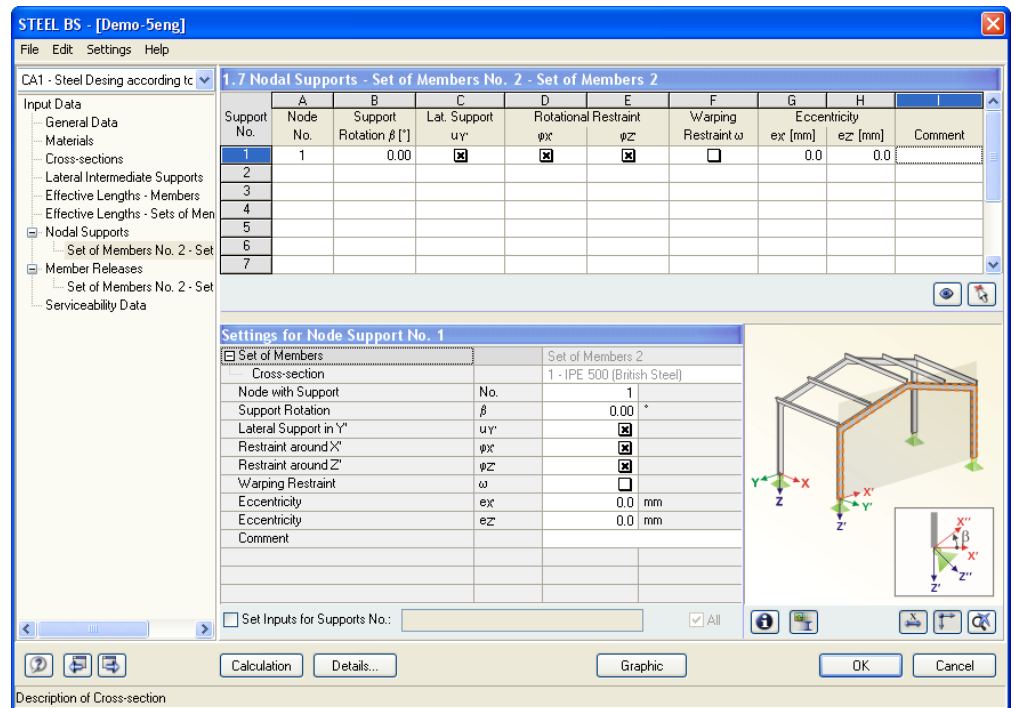 STEEL BS - [Demo-5eng]
File Edit Settings Help
CA1 - Steel Desing according tc
Input Data
General Data
Materials
Cross-sections
Lateral Intermediate Supports
Effective Lengths - Members
Effective Lengths - Sets of Men
Nodal Supports
Set of Members No. 2 - Set
Member Releases
Set of Members No. 2 - Set
Serviceability Data
1.7 Nodal Supports - Set of Members No. 2 - Set of Members 2
A B C D E F G H I
Support Node Support Lat. Support Rotational Restraint Warping Eccentricity
No. No. Rotation β [°] uY' φX' φZ' Restraint ω eX' [mm] eZ' [mm] Comment
1 1 0.00 0.0 0.0
2
3
4
5
6
7
Settings for Node Support No. 1
Set of Members Set of Members 2
Cross-section 1 - IPE 500 (British Steel)
Node with Support No. 1
Support Rotation β 0.00 °
Lateral Support in Y' uY'
Restraint around X' φX'
Restraint around Z' φZ'
Warping Restraint ω
Eccentricity eX' 0.0 mm
Eccentricity eZ' 0.0 mm
Comment
Set Inputs for Supports No.: All
Y X
Z
X'
Y'
Z'
X''
β
X'
Z''
Z'
Calculation Details... Graphic OK Cancel
Description of Cross-section